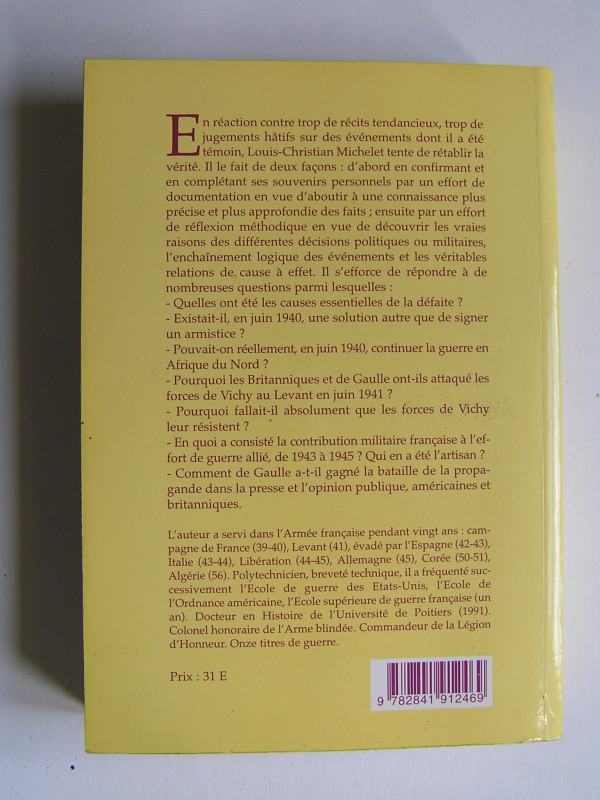 En réaction contre trop de récits tendancieux, trop de
jugements hâtifs sur des événements dont il a été
témoin, Louis-Christian Michelet tente de rétablir la
vérité. Il le fait de deux façons : d'abord en confirmant et
en complétant ses souvenirs personnels par un effort de
documentation en vue d'aboutir à une connaissance plus
précise et plus approfondie des faits ; ensuite par un effort
de réflexion méthodique en vue de découvrir les vraies
raisons des différentes décisions politiques ou militaires,
l'enchaînement logique des événements et les véritables
relations de cause à effet. Il s'efforce de répondre à de
nombreuses questions parmi lesquelles :
- Quelles ont été les causes essentielles de la défaite ?
- Existait-il, en juin 1940, une solution autre que de signer
un armistice ?
- Pouvait-on réellement, en juin 1940, continuer la guerre en
Afrique du Nord ?
- Pourquoi les Britanniques et de Gaulle ont-ils attaqué les
forces de Vichy au Levant en juin 1941 ?
- Pourquoi fallait-il absolument que les forces de Vichy
leur résistent ?
- En quoi a consisté la contribution militaire française à l'ef-
fort de guerre allié, de 1943 à 1945 ? Qui en a été l'artisan ?
- Comment de Gaulle a-t-il gagné la bataille de la propa-
gande dans la presse et l'opinion publique, américaines et
britanniques.
L'auteur a servi dans l'Armée française pendant vingt ans : cam-
pagne de France (39-40), Levant (41), évadé par l'Espagne (42-43),
Italie (43-44), Libération (44-45), Allemagne (45), Corée (50-51),
Algérie (56). Polytechnicien, breveté technique, il a fréquenté suc-
cessivement l'Ecole de guerre des Etats-Unis, l'Ecole de
l'Ordnance américaine, l'Ecole supérieure de guerre française (un
an). Docteur en Histoire de l'Université de Poitiers (1991).
Colonel honoraire de l'Arme blindée. Commandeur de la Légion
d'Honneur. Onze titres de guerre.
Prix : 31 E
9 782841 912469